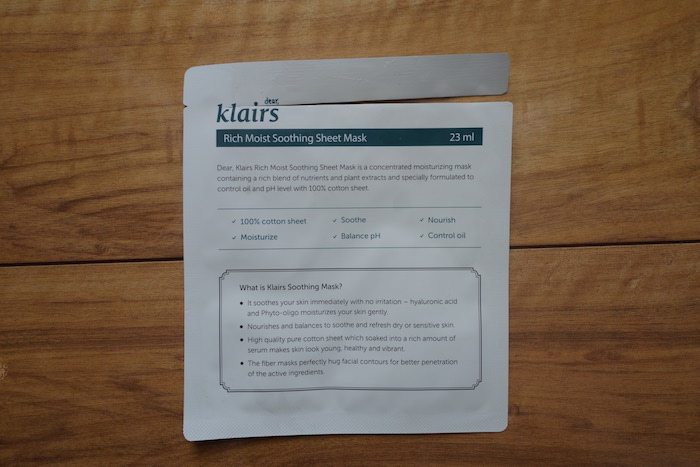 dear,
klairs
Rich Moist Soothing Sheet Mask 23 ml
Dear, Klairs Rich Moist Soothing Sheet Mask is a concentrated moisturizing mask
containing a rich blend of nutrients and plant extracts and specially formulated to
control oil and pH level with 100% cotton sheet.
✓ 100% cotton sheet ✓ Soothe ✓ Nourish
✓ Moisturize ✓ Balance pH ✓ Control oil
What is Klairs Soothing Mask?
• It soothes your skin immediately with no irritation – hyaluronic acid
and Phyto-oligo moisturizes your skin gently.
• Nourishes and balances to soothe and refresh dry or sensitive skin.
• High quality pure cotton sheet which soaked into a rich amount of
serum makes skin look young, healthy and vibrant.
• The fiber masks perfectly hug facial contours for better penetration
of the active ingredients.